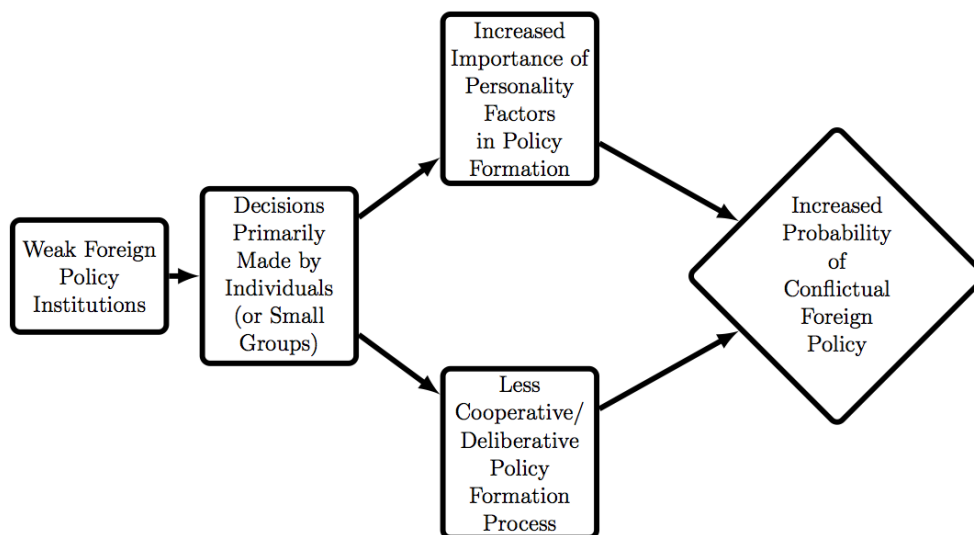 Weak Foreign
Policy
Institutions
Decisions
Primarily
Made by
Individuals
(or Small
Groups)
Increased
Importance of
Personality
Factors
in Policy
Formation
Less
Cooperative/
Deliberative
Policy
Formation
Process
Increased
Probability
of
Conflictual
Foreign
Policy